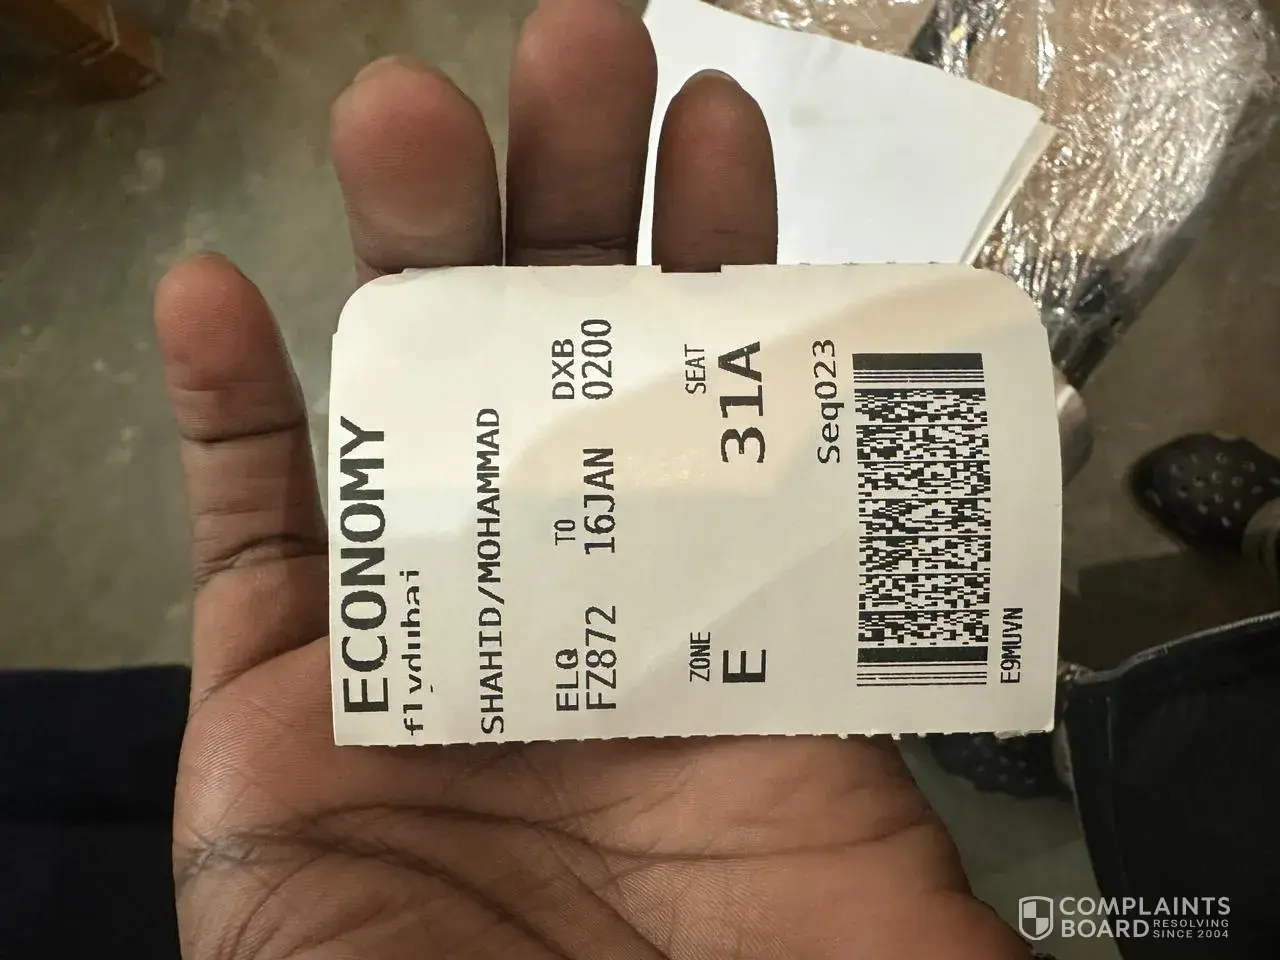 ECONOMY
flydubai
SHAHID/MOHAMMAD
ELQ TO DXB
FZ872 16JAN 0200
ZONE SEAT
E 31A
Seq023
E9MUVN
COMPLAINTS
BOARD RESOLVING
SINCE 2004